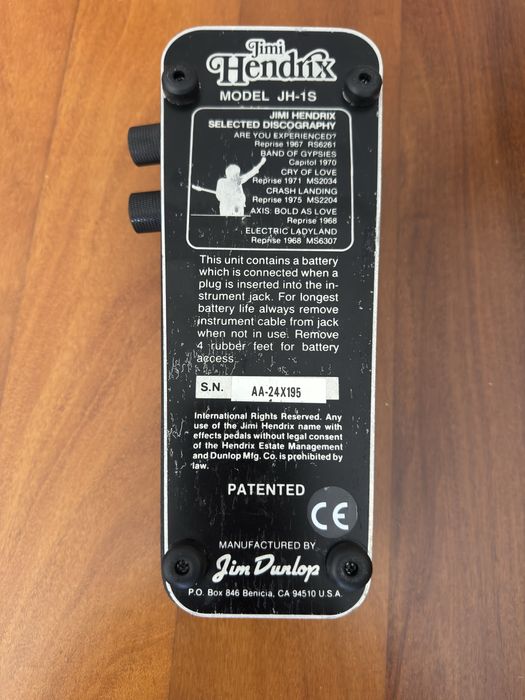 Jimi
Hendrix
MODEL JH-1S
JIMI HENDRIX
SELECTED DISCOGRAPHY
ARE YOU EXPERIENCED?
Reprise 1967 RS6261
BAND OF GYPSIES
Capitol 1970
CRY OF LOVE
Reprise 1971 MS2034
CRASH LANDING
Reprise 1975 MS2204
AXIS: BOLD AS LOVE
Reprise 1968
ELECTRIC LADYLAND
Reprise 1968 MS6307
This unit contains a battery
which is connected when a
plug is inserted into the in-
strument jack. For longest
battery life always remove
instrument cable from jack
when not in use. Remove
4 rubber feet for battery
access.
S.N. AA-24X195
International Rights Reserved. Any
use of the Jimi Hendrix name with
effects pedals without legal consent
of the Hendrix Estate Management
and Dunlop Mfg. Co. is prohibited by
law.
PATENTED
CE
MANUFACTURED BY
Jim Dunlop
P.O. Box 846 Benicia, CA 94510 U.S.A.